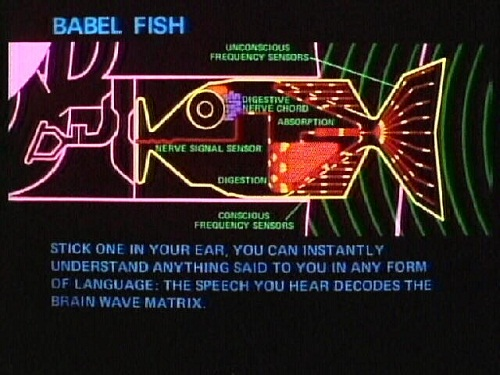 BABEL FISH
UNCONSCIOUS
FREQUENCY SENSORS
DIGESTIVE
NERVE CHORD
ABSORPTION
NERVE SIGNAL SENSOR
DIGESTION
CONSCIOUS
FREQUENCY SENSORS
STICK ONE IN YOUR EAR, YOU CAN INSTANTLY
UNDERSTAND ANYTHING SAID TO YOU IN ANY FORM
OF LANGUAGE: THE SPEECH YOU HEAR DECODES THE
BRAIN WAVE MATRIX.